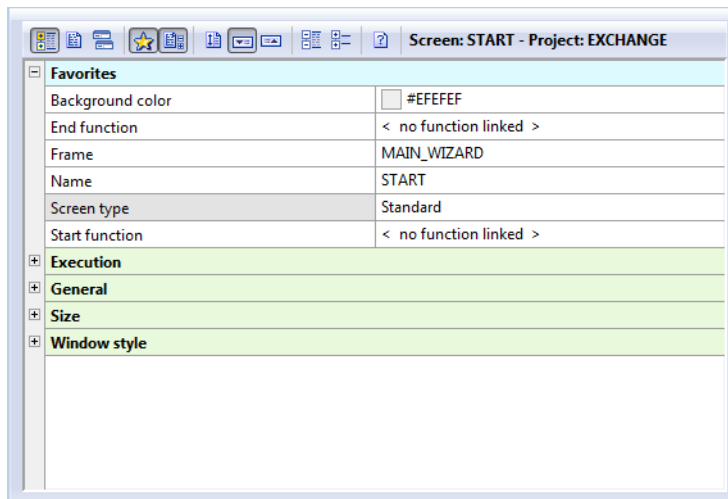 Screen: START - Project: EXCHANGE
Favorites
Background color #EFEFEF
End function < no function linked >
Frame MAIN_WIZARD
Name START
Screen type Standard
Start function < no function linked >
Execution
General
Size
Window style